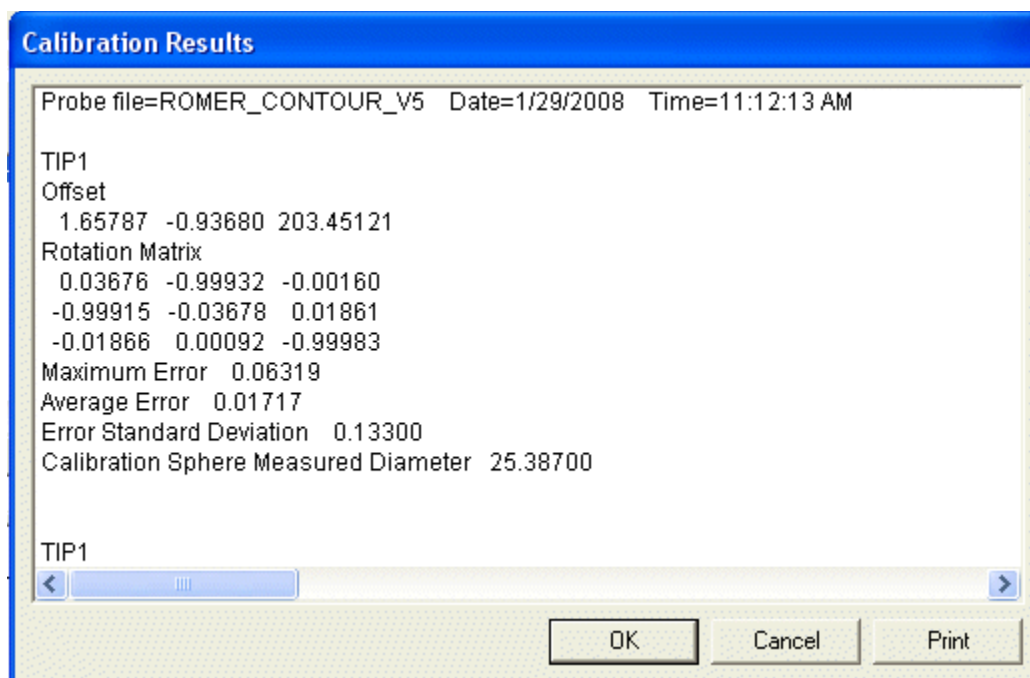 Calibration Results
Probe file=ROMER_CONTOUR_V5 Date=1/29/2008 Time=11:12:13 AM
TIP1
Offset
1.65787 -0.93680 203.45121
Rotation Matrix
0.03676 -0.99932 -0.00160
-0.99915 -0.03678 0.01861
-0.01866 0.00092 -0.99983
Maximum Error 0.06319
Average Error 0.01717
Error Standard Deviation 0.13300
Calibration Sphere Measured Diameter 25.38700
TIP1
OK Cancel Print